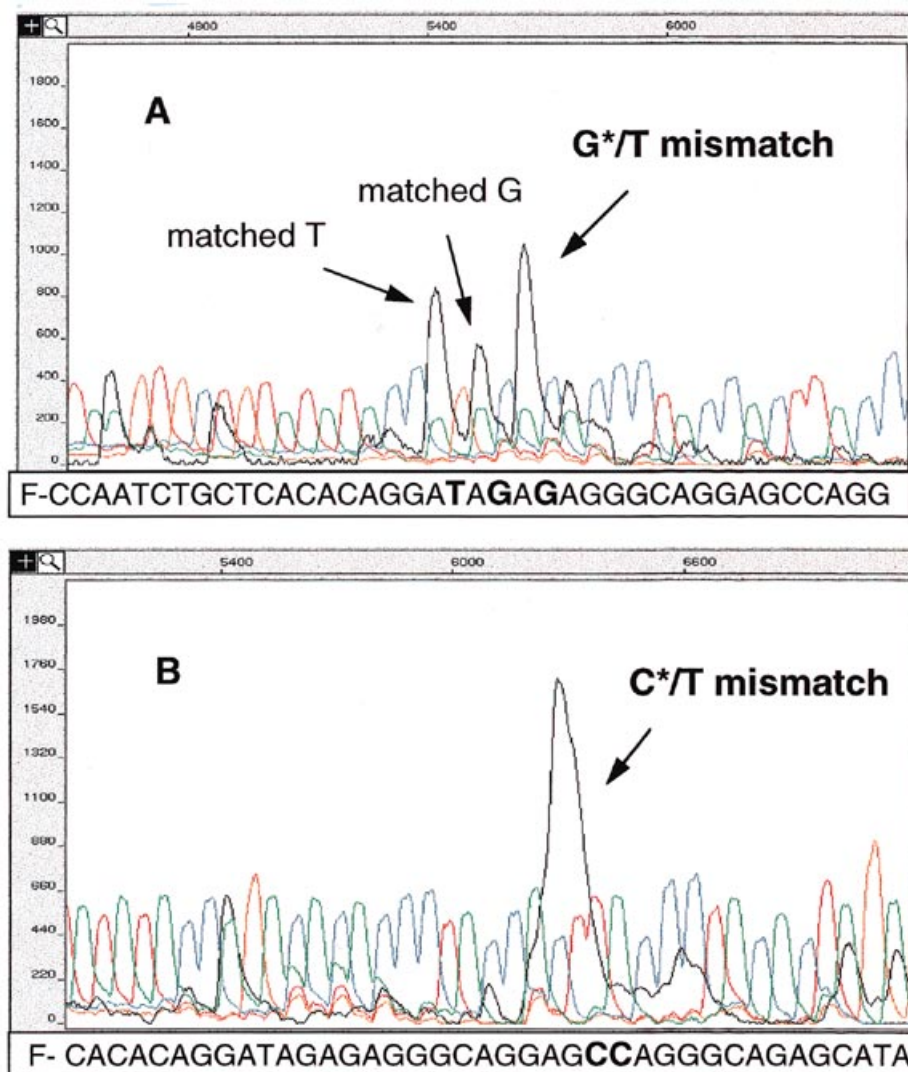 4800 5400 6000
1800
1600
1400
1200
1000
800
600
400
200
0
A
G*/T mismatch
matched G
matched T
F-CCAATCTGCTCACACAGGATAGAGAGGGCAGGAGCCAGG
5400 6000 6600
1980
1760
1540
1320
1100
880
660
440
220
0
B
C*/T mismatch
F- CACACAGGATAGAGAGGGCAGGAGCCAGGGCAGAGCATA